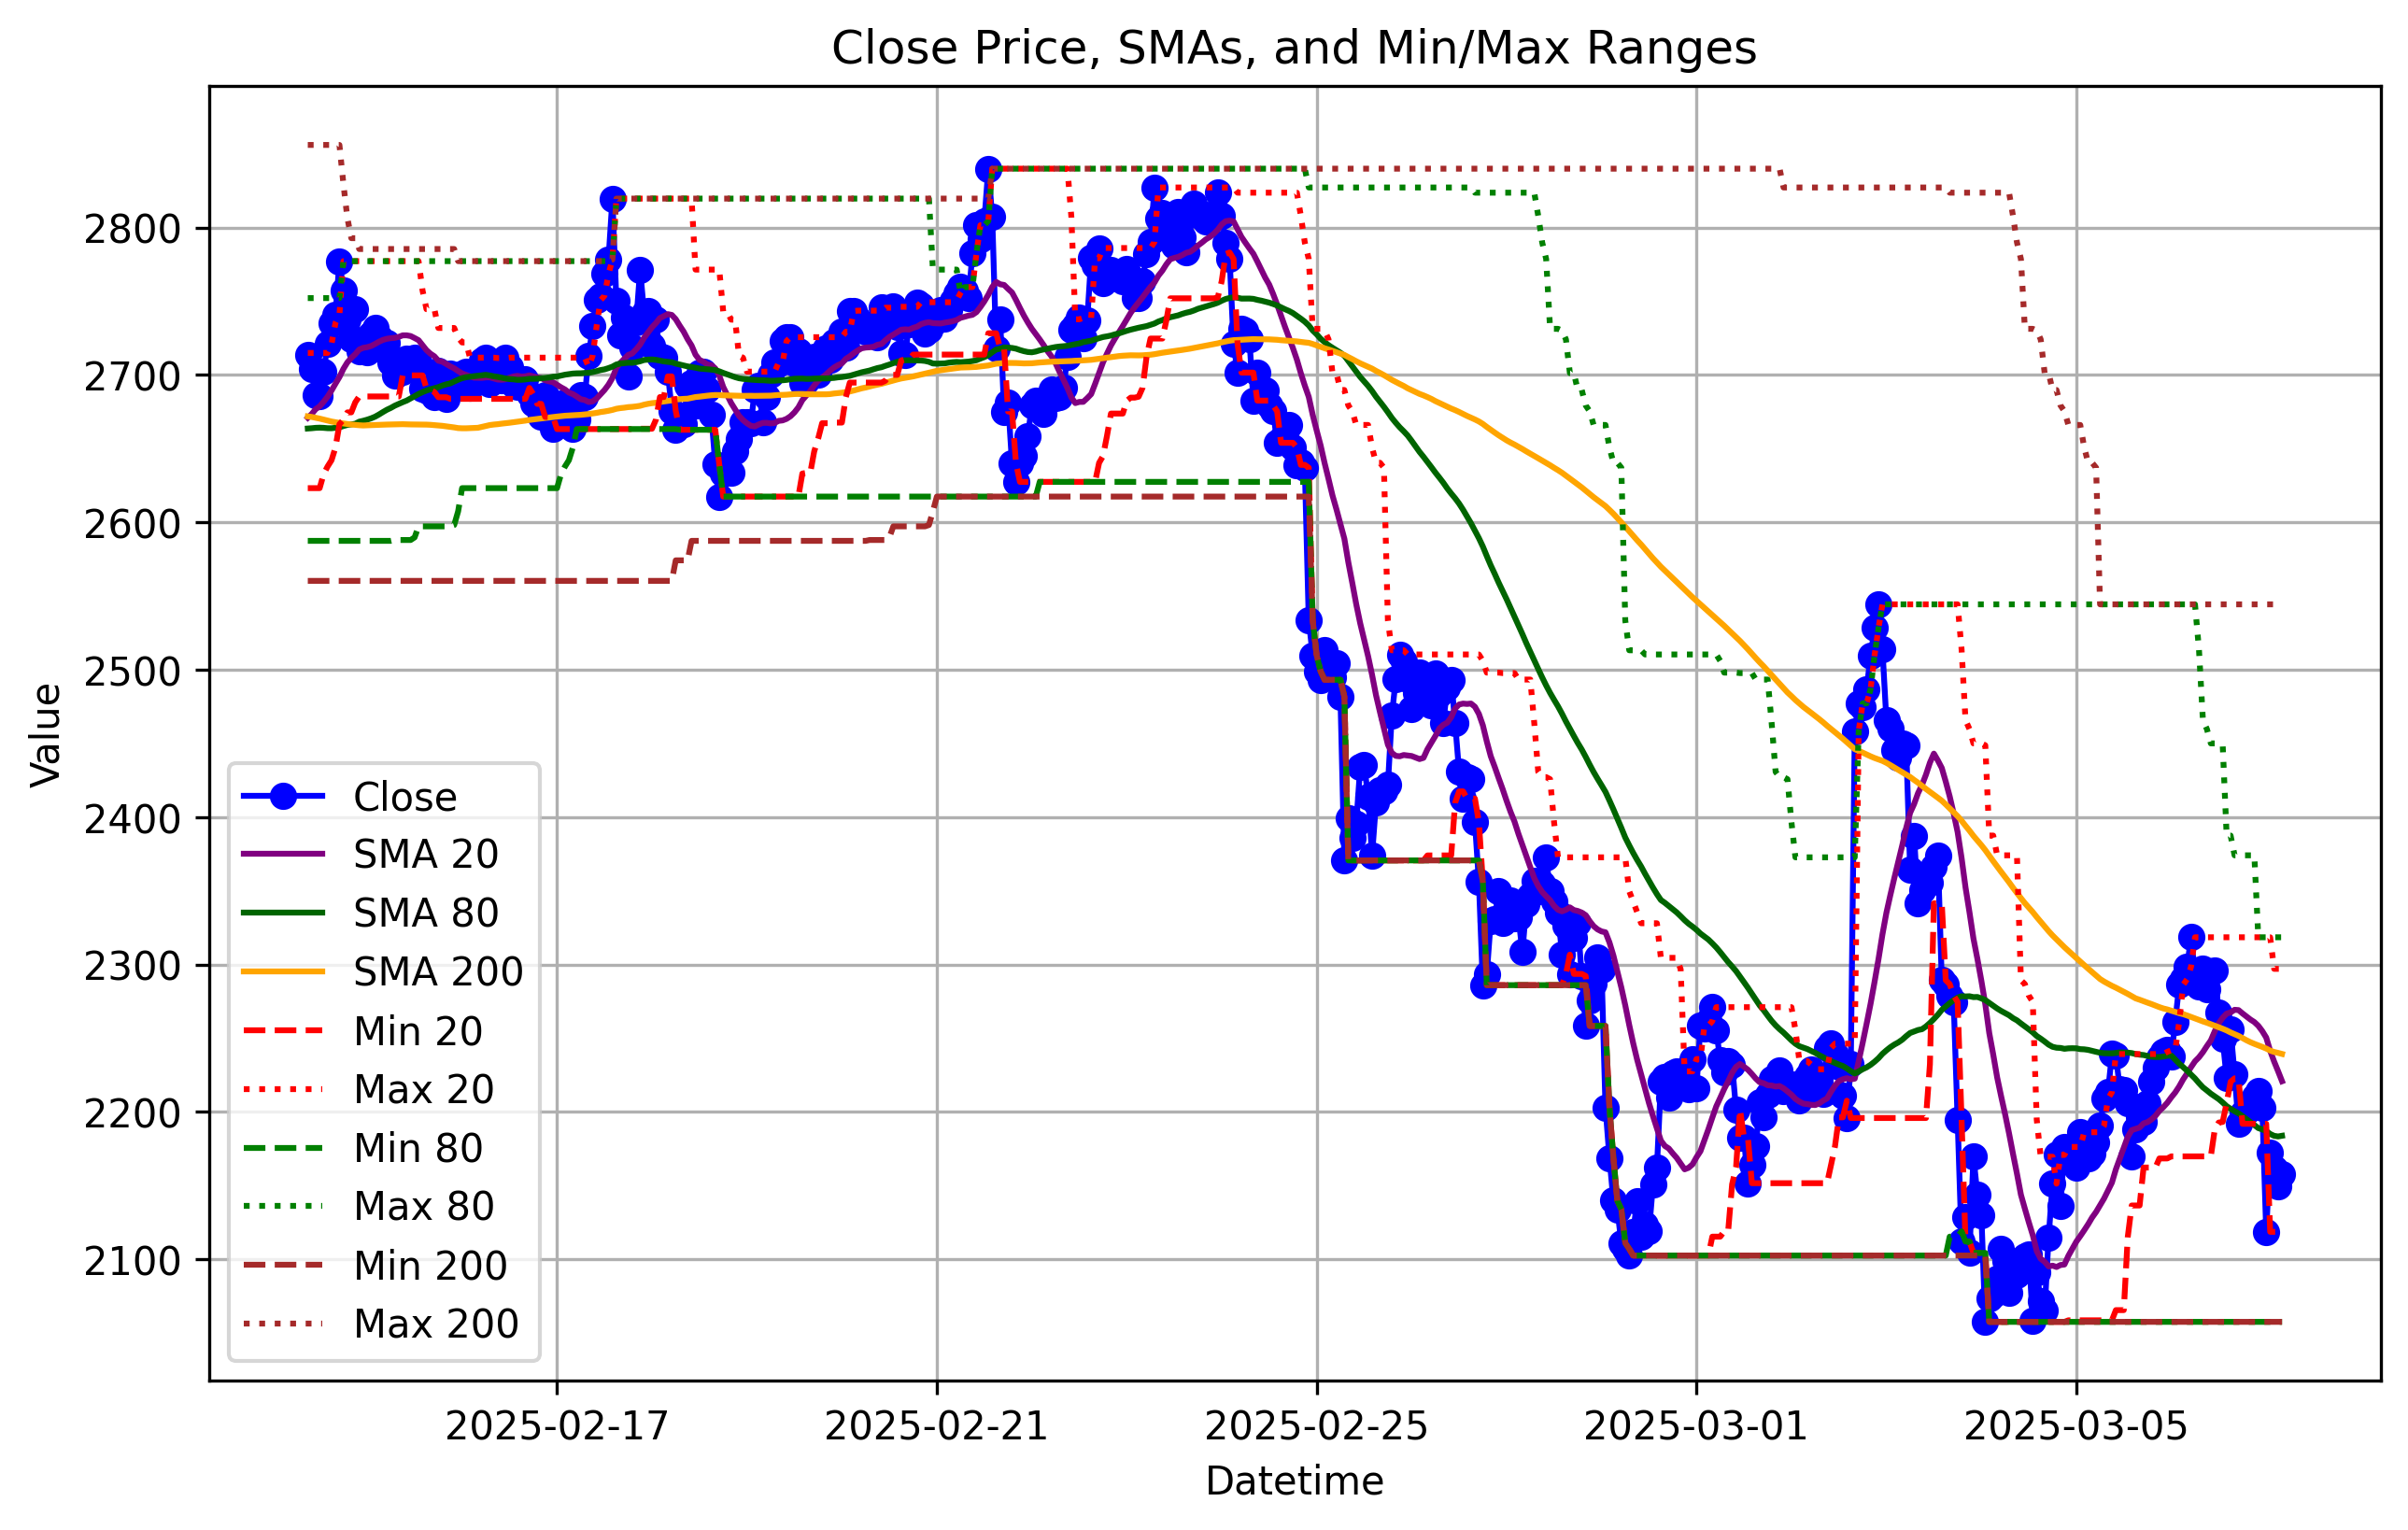 Close Price, SMAs, and Min/Max Ranges
Value
2800
2700
2600
2500
2400
2300
2200
2100
Close
SMA 20
SMA 80
SMA 200
Min 20
Max 20
Min 80
Max 80
Min 200
Max 200
2025-02-17
2025-02-21
2025-02-25
2025-03-01
2025-03-05
Datetime